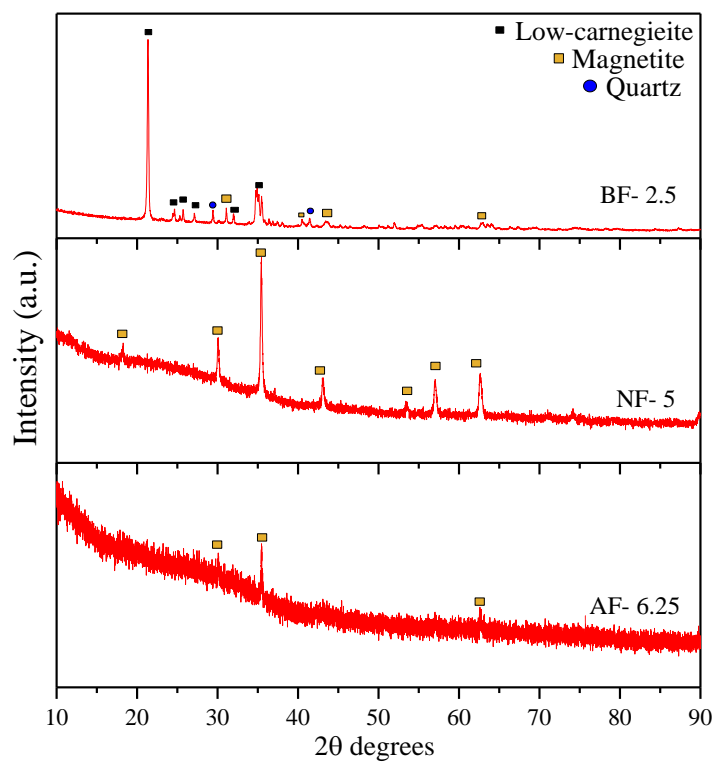 Low-carnegieite
Magnetite
Quartz
BF- 2.5
NF- 5
AF- 6.25
Intensity (a.u.)
10 20 30 40 50 60 70 80 90
2θ degrees